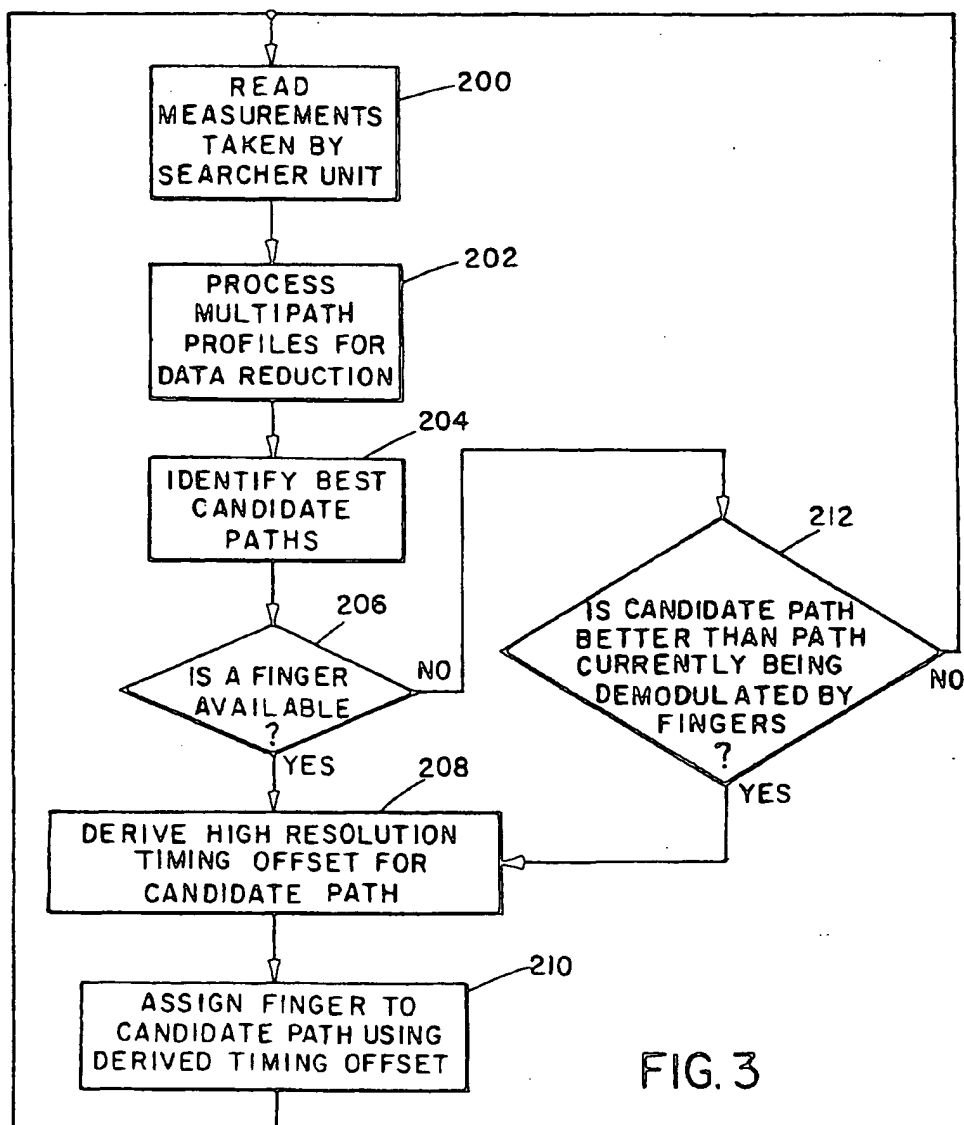 READ
MEASUREMENTS
TAKEN BY
SEARCHER UNIT
200
PROCESS
MULTIPATH
PROFILES FOR
DATA REDUCTION
202
IDENTIFY BEST
CANDIDATE
PATHS
204
IS A FINGER
AVAILABLE
?
206
NO
YES
IS CANDIDATE PATH
BETTER THAN PATH
CURRENTLY BEING
DEMODULATED BY
FINGERS
?
212
NO
YES
DERIVE HIGH RESOLUTION
TIMING OFFSET FOR
CANDIDATE PATH
208
ASSIGN FINGER TO
CANDIDATE PATH USING
DERIVED TIMING OFFSET
210
FIG. 3